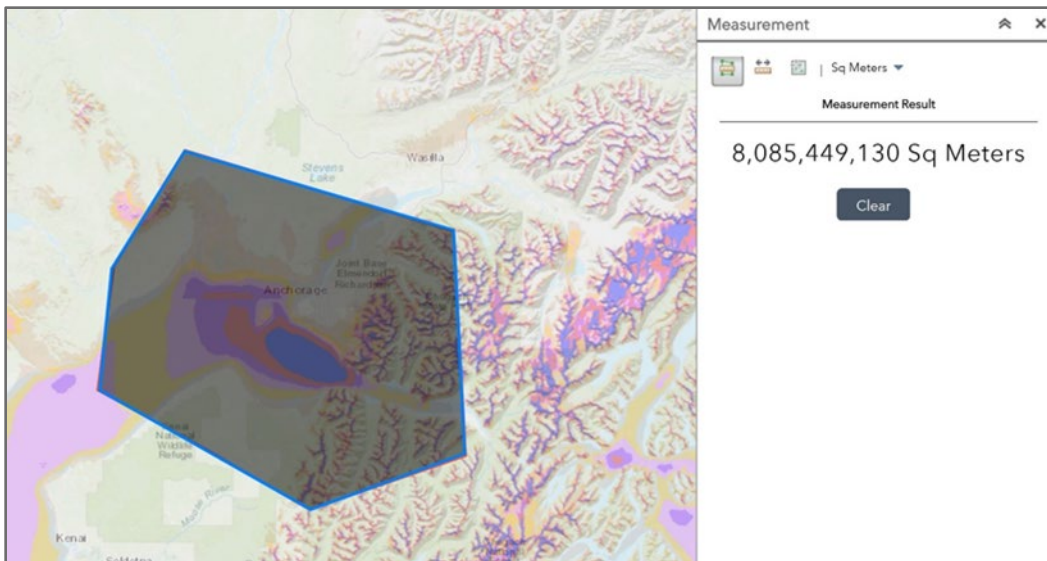 Measurement
Sq Meters
Measurement Result
8,085,449,130 Sq Meters
Clear
Wasilla
Stevens
Lake
Joint Base
Elmendorf
Richardson
Anchorage
National
Wildlife
Refuge
River
Kenai